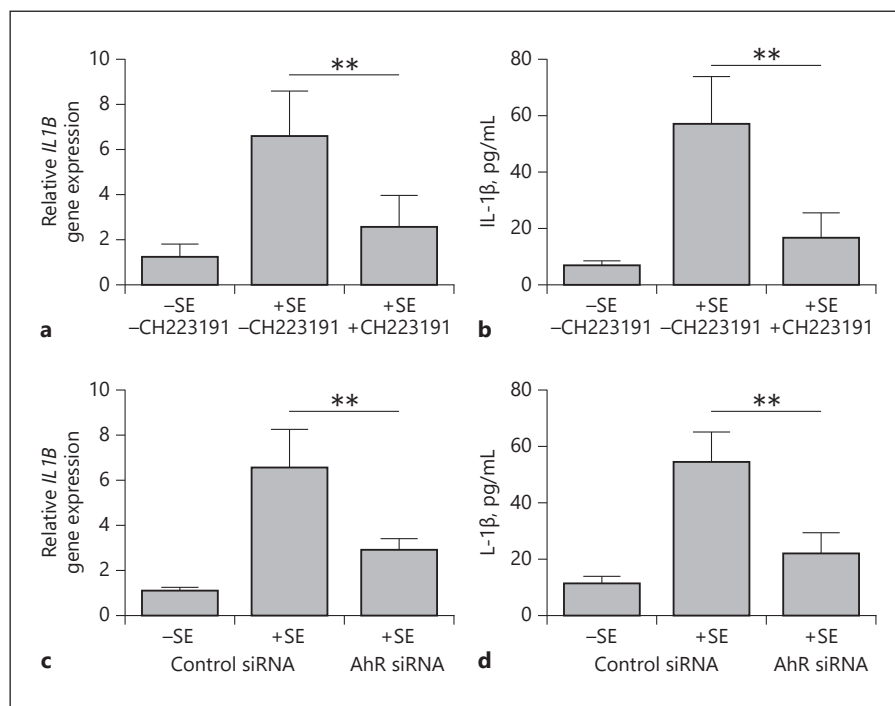 Relative IL1B
gene expression
10
8
6
4
2
0
**
–SE
–CH223191
+SE
–CH223191
+SE
+CH223191
a
IL-1β, pg/mL
80
60
40
20
0
**
–SE
–CH223191
+SE
–CH223191
+SE
+CH223191
b
Relative IL1B
gene expression
10
8
6
4
2
0
**
–SE
+SE
+SE
Control siRNA
AhR siRNA
c
L-1β, pg/mL
80
60
40
20
0
**
–SE
+SE
+SE
Control siRNA
AhR siRNA
d